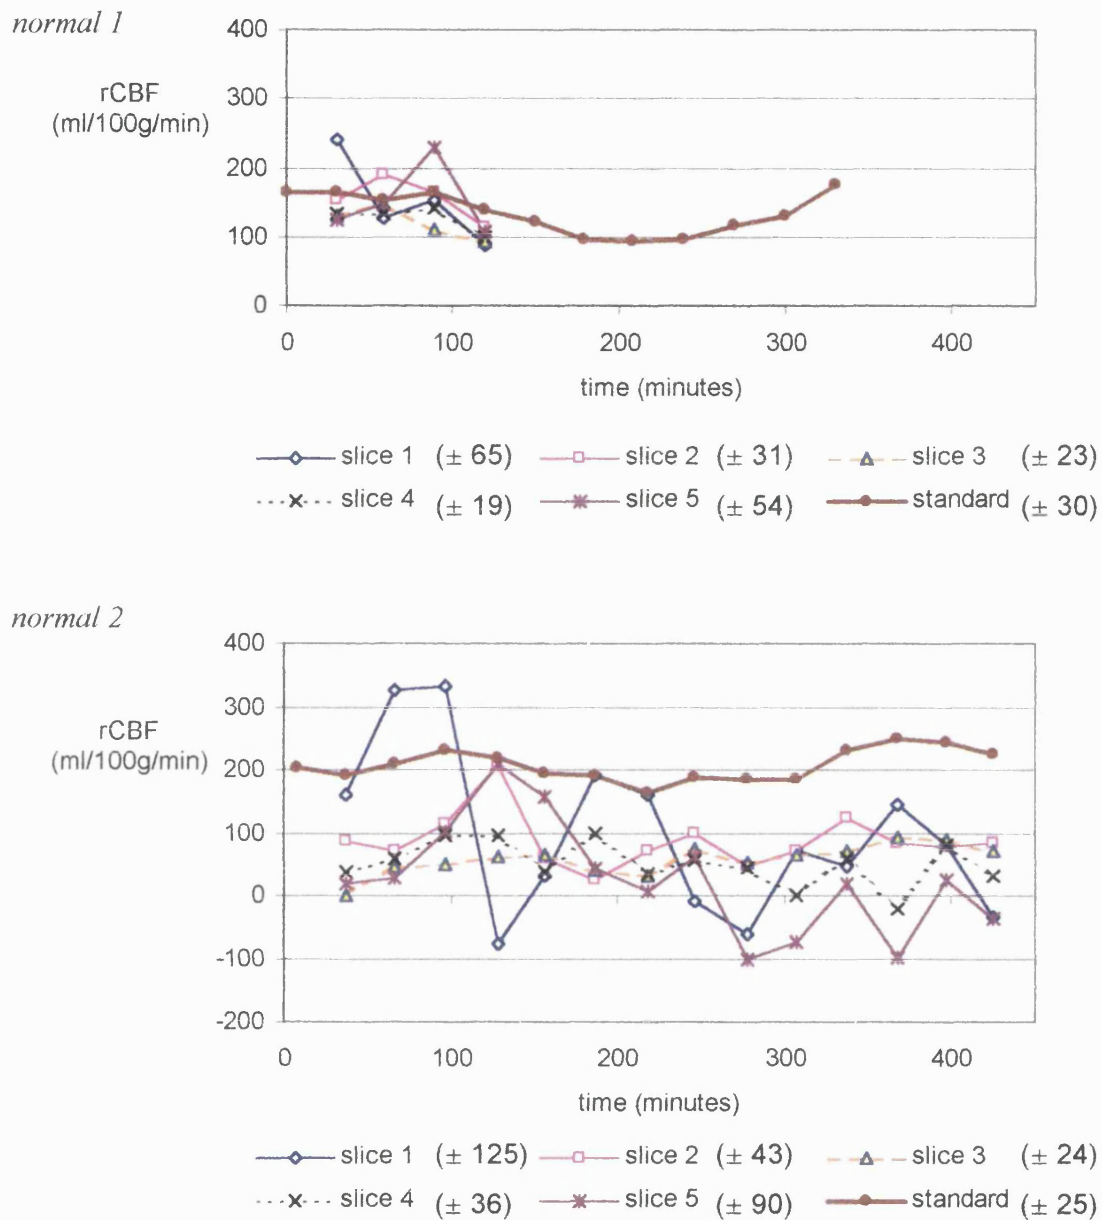 normal 1
rCBF
(ml/100g/min)
400
300
200
100
0
0 100 200 300 400
time (minutes)
slice 1 (± 65) slice 2 (± 31) slice 3 (± 23)
slice 4 (± 19) slice 5 (± 54) standard (± 30)
normal 2
rCBF
(ml/100g/min)
400
300
200
100
0
-100
-200
0 100 200 300 400
time (minutes)
slice 1 (± 125) slice 2 (± 43) slice 3 (± 24)
slice 4 (± 36) slice 5 (± 90) standard (± 25)